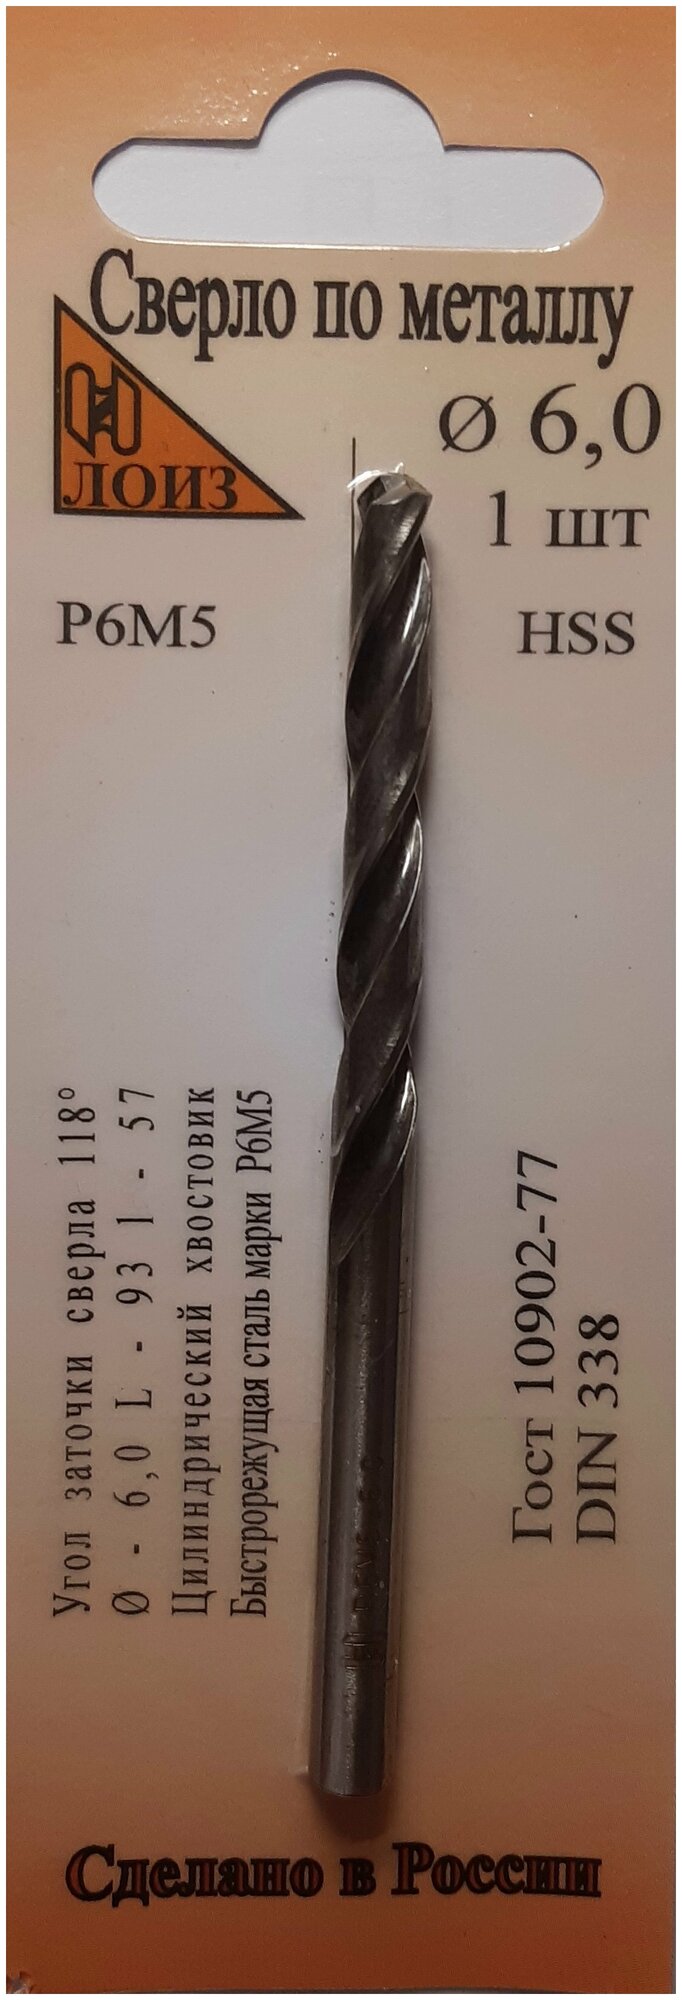 Сверло по металлу
ЛОИЗ
Ø 6,0
1 шт
Р6М5
HSS
Угол заточки сверла 118°
Ø - 6,0 L - 93 l - 57
Цилиндрический хвостовик
Быстрорежущая сталь марки Р6М5
Гост 10902-77
DIN 338
Сделано в России